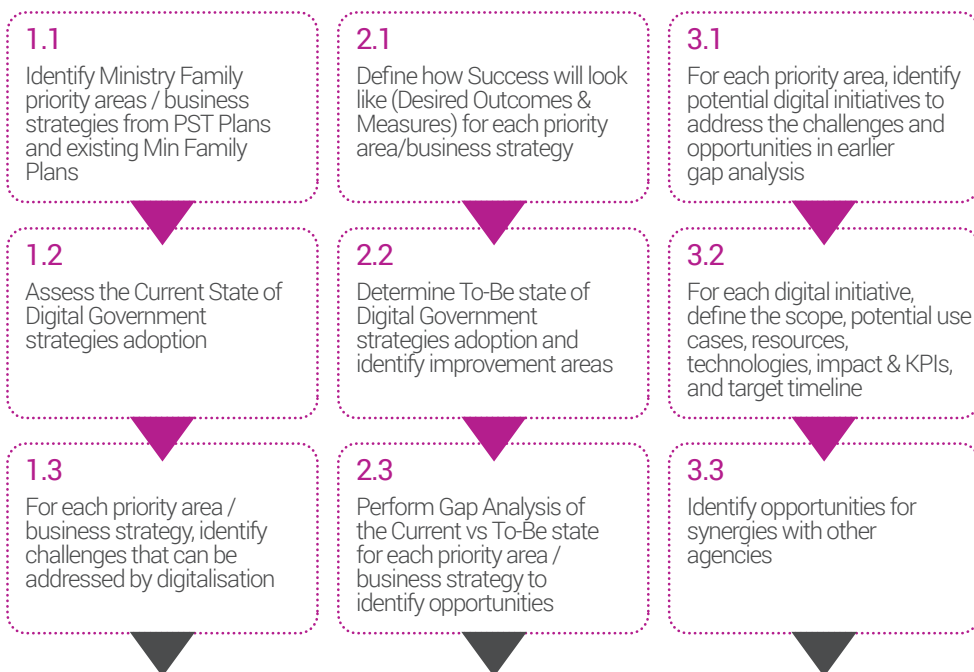 1.1
Identify Ministry Family
priority areas / business
strategies from PST Plans
and existing Min Family
Plans
1.2
Assess the Current State of
Digital Government
strategies adoption
1.3
For each priority area /
business strategy, identify
challenges that can be
addressed by digitalisation
2.1
Define how Success will look
like (Desired Outcomes &
Measures) for each priority
area/business strategy
2.2
Determine To-Be state of
Digital Government
strategies adoption and
identify improvement areas
2.3
Perform Gap Analysis of
the Current vs To-Be state
for each priority area /
business strategy to
identify opportunities
3.1
For each priority area, identify
potential digital initiatives to
address the challenges and
opportunities in earlier
gap analysis
3.2
For each digital initiative,
define the scope, potential use
cases, resources,
technologies, impact & KPIs,
and target timeline
3.3
Identify opportunities for
synergies with other
agencies